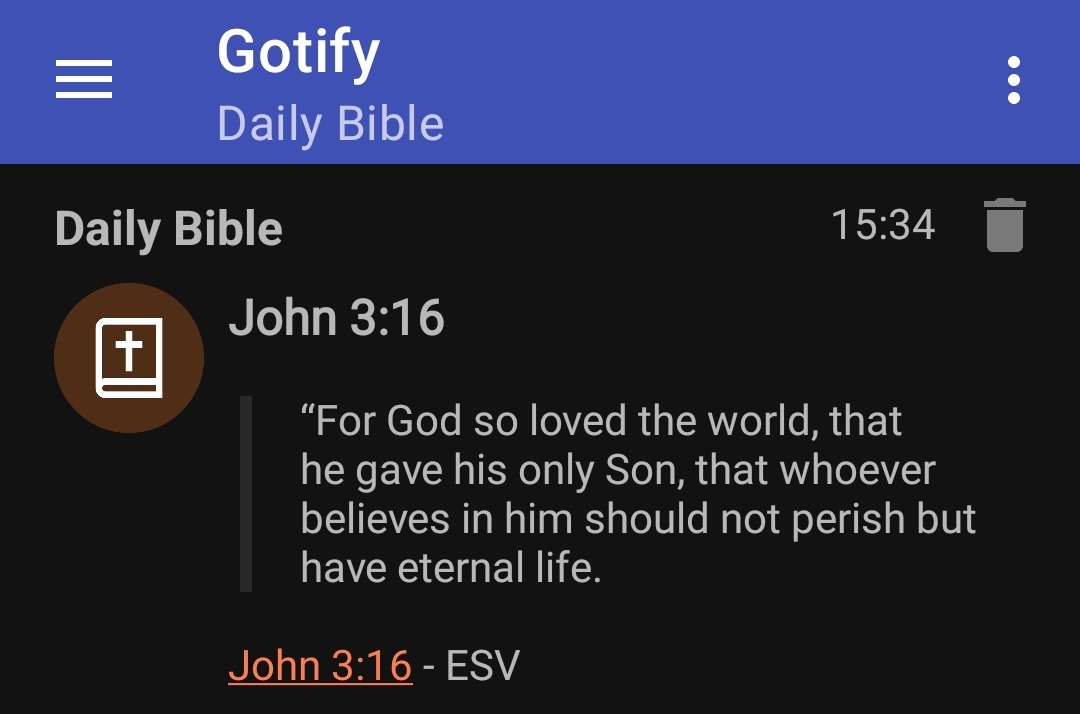 Gotify
Daily Bible
Daily Bible
15:34
John 3:16
“For God so loved the world, that
he gave his only Son, that whoever
believes in him should not perish but
have eternal life.
John 3:16 - ESV